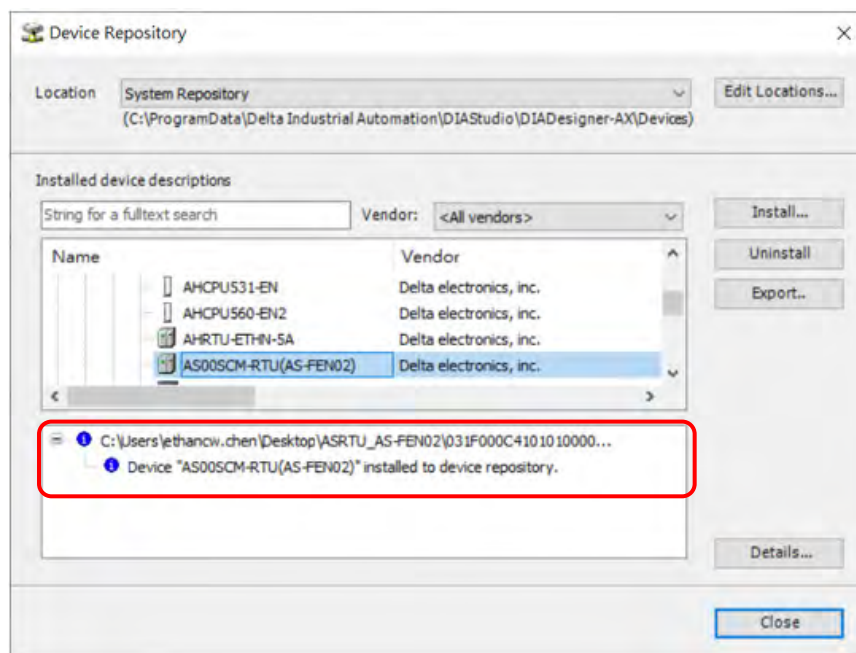 Device Repository
Location System Repository Edit Locations...
(C:\ProgramData\Delta Industrial Automation\DIAStudio\DIADesigner-AX\Devices)
Installed device descriptions
String for a fulltext search Vendor: <All vendors> Install...
Name Vendor Uninstall
AHCPU531-EN Delta electronics, inc.
AHCPU560-EN2 Delta electronics, inc. Export..
AHRTU-ETHN-5A Delta electronics, inc.
AS00SCM-RTU(AS-FEN02) Delta electronics, inc.
C:\Users\ethancw.chen\Desktop\ASRTU_AS-FEN02\031F000C4101010000...
Device "AS00SCM-RTU(AS-FEN02)" installed to device repository.
Details...
Close